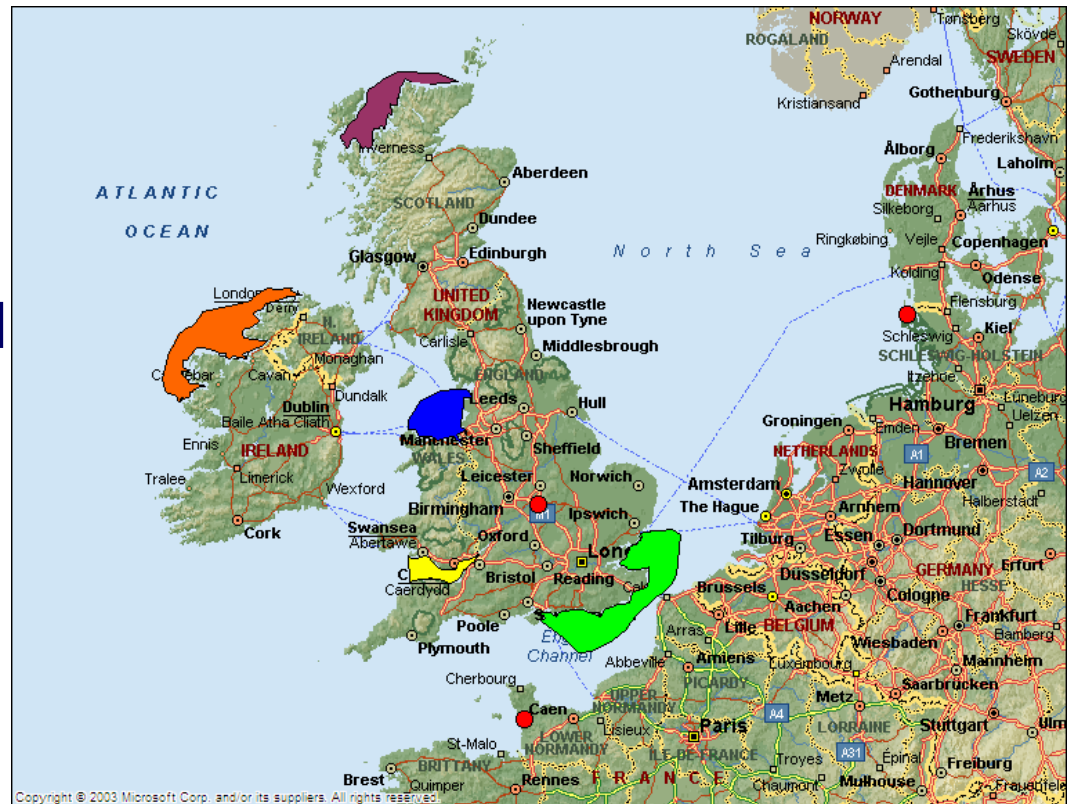 NORWAY
ROGALAND
Tønsberg
Skövde
SWEDEN
Arendal
Kristiansand
Gothenburg
Frederikshavn
Inverness
Ålborg
Laholm
Aberdeen
ATLANTIC
OCEAN
SCOTLAND
DENMARK
Århus
Aarhus
Silkeborg
Dundee
Ringkøbing
Vejle
Copenhagen
North Sea
Glasgow
Edinburgh
Kolding
Odense
Derry
UNITED
KINGDOM
Newcastle
upon Tyne
Flensburg
N.
IRELAND
Carlisle
Schleswig
Kiel
Middlesbrough
SCHLESWIG-HOLSTEIN
Monaghan
Cavan
ENGLAND
Itzehoe
Dundalk
Leeds
Hull
Hamburg
Lüneburg
Dublin
Baile Atha Cliath
Groningen
Emden
Uelzen
Ennis
Manchester
Sheffield
Bremen
IRELAND
WALES
NETHERLANDS
A1
Zwolle
A2
Tralee
Limerick
Wexford
Leicester
Norwich
Amsterdam
Hannover
Halberstadt
Birmingham
M1
Ipswich
The Hague
Arnhem
Cork
Swansea
Abertawe
Oxford
Tilburg
Essen
Dortmund
Düsseldorf
GERMANY
Erfurt
HESSE
Bristol
Reading
Caerdydd
Brussels
Aachen
Cologne
Poole
Lille
BELGIUM
Frankfurt
Bamberg
Plymouth
Channel
Arras
Wiesbaden
Abbeville
Amiens
Luxembourg
Mannheim
Cherbourg
PICARDY
Saarbrücken
UPPER
NORMANDY
Metz
Caen
A4
Lisieux
Paris
LORRAINE
Stuttgart
Ulm
LOWER
NORMANDY
St-Malo
ILE-DE-FRANCE
A31
Épinal
BRITTANY
Troyes
Freiburg
Brest
Quimper
Rennes
FRANCE
Chaumont
Mulhouse
Frauenfeld
Copyright © 2003 Microsoft Corp. and/or its suppliers. All rights reserved.